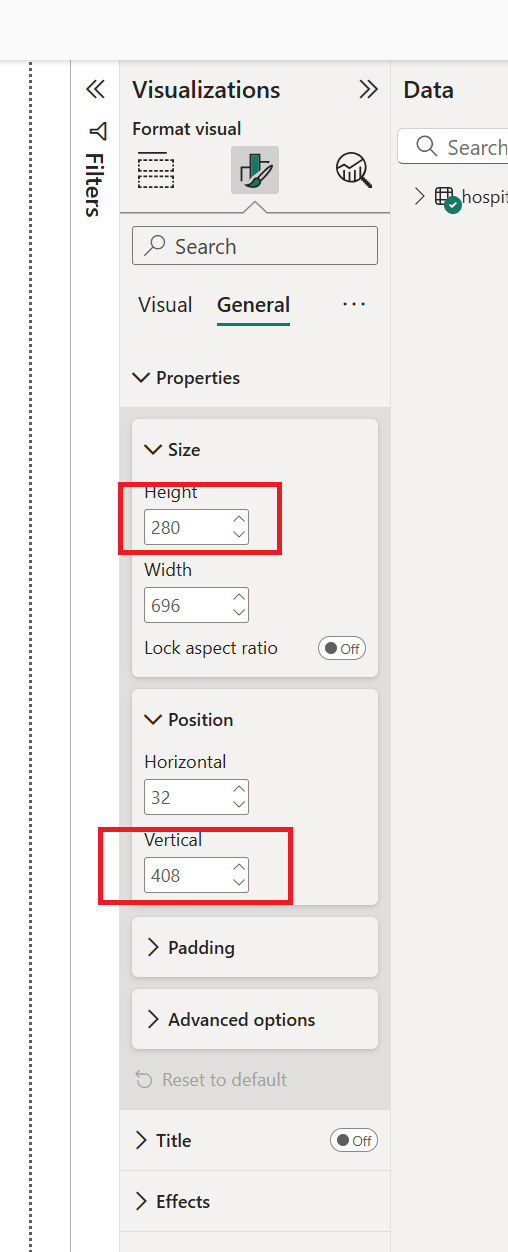 Visualizations
Data
Format visual
Filters
Search
hospit
Search
Visual
General
...
Properties
Size
Height
280
Width
696
Lock aspect ratio
Off
Position
Horizontal
32
Vertical
408
Padding
Advanced options
Reset to default
Title
Off
Effects